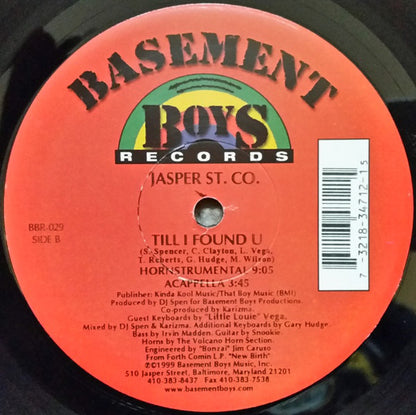 BASEMENT
BOYS
RECORDS
JASPER ST. CO.
BBR-029
SIDE B
TILL I FOUND U
(S. Spencer, C. Clayton, L. Vega,
T. Roberts, G. Hudge, M. Wilson)
HORNSTRUMENTAL 9:05
ACAPPELLA 3:45
Publisher: Kinda Kool Music/That Boy Music (BMI)
Produced by DJ Spen for Basement Boys Productions.
Co-produced by Karizma.
Guest Keyboards by "Little Louie" Vega.
Mixed by DJ Spen & Karizma. Additional Keyboards by Gary Hudge.
Bass by Irvin Madden. Guitar by Snookie.
Horns by The Volcano Horn Section.
Engineered by "Bonzai" Jim Caruso
From Forth Comin L.P. "New Birth"
℗©1999 Basement Boys Music, Inc.
510 Jasper Street, Baltimore, Maryland 21201
410-383-8437 Fax 410-383-7538
www.basementboys.com
7 33218-34712-1 5